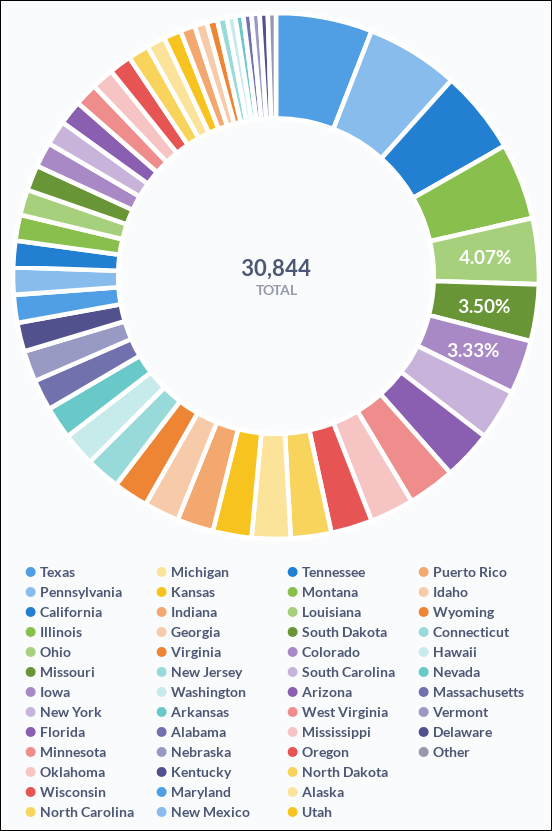 4.07%
30,844
TOTAL
3.50%
3.33%
Texas
Pennsylvania
California
Illinois
Ohio
Missouri
Iowa
New York
Florida
Minnesota
Oklahoma
Wisconsin
North Carolina
Michigan
Kansas
Indiana
Georgia
Virginia
New Jersey
Washington
Arkansas
Alabama
Nebraska
Kentucky
Maryland
New Mexico
Tennessee
Montana
Louisiana
South Dakota
Colorado
South Carolina
Arizona
West Virginia
Mississippi
Oregon
North Dakota
Alaska
Utah
Puerto Rico
Idaho
Wyoming
Connecticut
Hawaii
Nevada
Massachusetts
Vermont
Delaware
Other